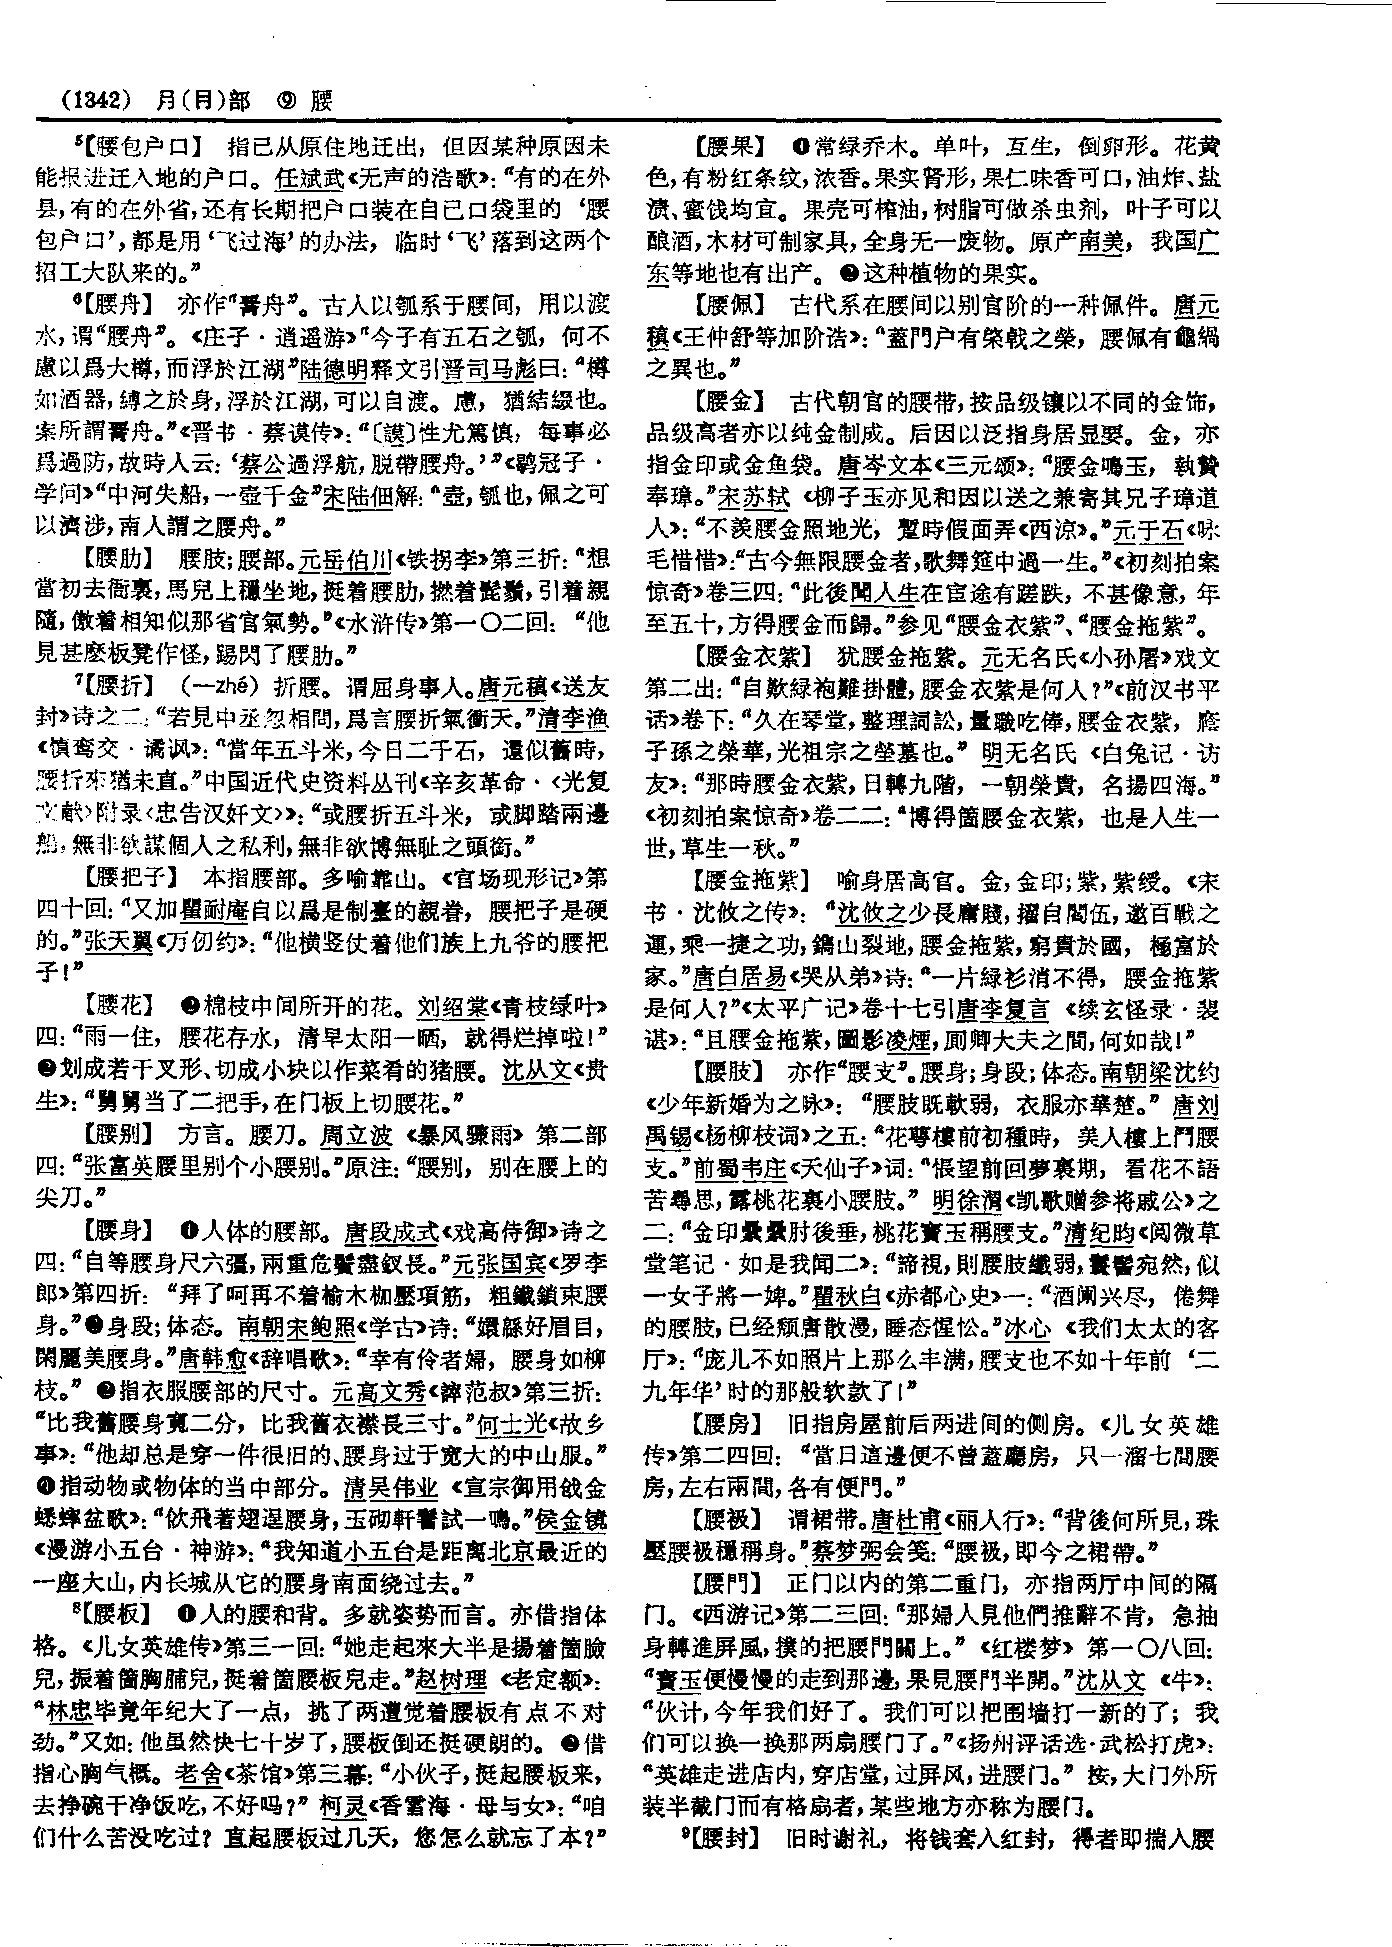 (1342) 月(⺼)部 ⑨ 腰
⁵【腰包户口】 指已从原住地迁出，但因某种原因未
能报进迁入地的户口。任斌武《无声的浩歌》：“有的在外
县，有的在外省，还有长期把户口装在自己口袋里的‘腰
包户口’，都是用‘飞过海’的办法，临时‘飞’落到这两个
招工大队来的。”
⁶【腰舟】 亦作“䯩舟”。古人以瓠系于腰间，用以渡
水，谓“腰舟”。《庄子·逍遥游》“今子有五石之瓠，何不
慮以爲大樽，而浮於江湖”陆德明释文引晋司马彪曰：“樽
如酒器，縛之於身，浮於江湖，可以自渡。慮，猶結綴也。
案所謂䯩舟。”《晋书·蔡谟传》：“〔謨〕性尤篤慎，每事必
爲過防，故時人云：‘蔡公過浮航，脱帶腰舟。’”《鹖冠子·
学问》“中河失船，一壺千金”宋陆佃解：“壺，瓠也，佩之可
以濟涉，南人謂之腰舟。”
【腰肋】 腰肢；腰部。元岳伯川《铁拐李》第三折：“想
當初去衙裏，馬兒上穩坐地，挺着腰肋，撚着髭鬚，引着親
隨，傲着相知似那省官氣勢。”《水浒传》第一〇二回：“他
見甚麽板凳作怪，踢閃了腰肋。”
⁷【腰折】 （—zhé）折腰。谓屈身事人。唐元稹《送友
封》诗之二：“若見中丞忽相問，爲言腰折氣衝天。”清李渔
《慎鸾交·谲讽》：“當年五斗米，今日二千石，還似舊時，
腰折來猶未直。”中国近代史资料丛刊《辛亥革命·〈光复
文献〉附录〈忠告汉奸文〉》：“或腰折五斗米，或脚踏兩邊
船，無非欲謀個人之私利，無非欲博無耻之頭銜。”
【腰把子】 本指腰部。多喻靠山。《官场现形记》第
四十回：“又加瞿耐庵自以爲是制臺的親眷，腰把子是硬
的。”张天翼《万仞约》：“他横竖仗着他们族上九爷的腰把
子！”
【腰花】 ❶棉枝中间所开的花。刘绍棠《青枝绿叶》
四：“雨一住，腰花存水，清早太阳一晒，就得烂掉啦！”
❷划成若干叉形、切成小块以作菜肴的猪腰。沈从文《贵
生》：“舅舅当了二把手，在门板上切腰花。”
【腰别】 方言。腰刀。周立波《暴风骤雨》第二部
四：“张富英腰里别个小腰别。”原注：“腰别，别在腰上的
尖刀。”
【腰身】 ❶人体的腰部。唐段成式《戏高侍御》诗之
四：“自等腰身尺六彊，兩重危鬢盡釵長。”元张国宾《罗李
郎》第四折：“拜了呵再不着榆木枷壓項筋，粗鐵鎖束腰
身。”❷身段；体态。南朝宋鲍照《学古》诗：“嬛緜好眉目，
閑麗美腰身。”唐韩愈《辞唱歌》：“幸有伶者婦，腰身如柳
枝。”❸指衣服腰部的尺寸。元高文秀《谇范叔》第三折：
“比我舊腰身寬二分，比我舊衣襟長三寸。”何士光《故乡
事》：“他却总是穿一件很旧的、腰身过于宽大的中山服。”
❹指动物或物体的当中部分。清吴伟业《宣宗御用戗金
蟋蟀盆歌》：“飲飛著翅逞腰身，玉砌軒鬐試一鳴。”侯金镜
《漫游小五台·神游》：“我知道小五台是距离北京最近的
一座大山，内长城从它的腰身南面绕过去。”
⁸【腰板】 ❶人的腰和背。多就姿势而言。亦借指体
格。《儿女英雄传》第三一回：“她走起來大半是揚着箇臉
兒，振着箇胸脯兒，挺着箇腰板兒走。”赵树理《老定额》：
“林忠毕竟年纪大了一点，挑了两遭觉着腰板有点不对
劲。”又如：他虽然快七十岁了，腰板倒还挺硬朗的。❷借
指心胸气概。老舍《茶馆》第三幕：“小伙子，挺起腰板来，
去挣碗干净饭吃，不好吗？”柯灵《香雪海·母与女》：“咱
们什么苦没吃过？直起腰板过几天，您怎么就忘了本？”
【腰果】 ❶常绿乔木。单叶，互生，倒卵形。花黄
色，有粉红条纹，浓香。果实肾形，果仁味香可口，油炸、盐
渍、蜜饯均宜。果壳可榨油，树脂可做杀虫剂，叶子可以
酿酒，木材可制家具，全身无一废物。原产南美，我国广
东等地也有出产。❷这种植物的果实。
【腰佩】 古代系在腰间以别官阶的一种佩件。唐元
稹《王仲舒等加阶诰》：“蓋門户有棨戟之榮，腰佩有龜緺
之異也。”
【腰金】 古代朝官的腰带，按品级镶以不同的金饰，
品级高者亦以纯金制成。后因以泛指身居显要。金，亦
指金印或金鱼袋。唐岑文本《三元颂》：“腰金鳴玉，執贄
奉璋。”宋苏轼《柳子玉亦见和因以送之兼寄其兄子璋道
人》：“不羨腰金照地光，蹔時假面弄《西涼》。”元于石《咏
毛惜惜》：“古今無限腰金者，歌舞筵中過一生。”《初刻拍案
惊奇》卷三四：“此後聞人生在宦途有蹉跌，不甚像意，年
至五十，方得腰金而歸。”参见“腰金衣紫”、“腰金拖紫”。
【腰金衣紫】 犹腰金拖紫。元无名氏《小孙屠》戏文
第二出：“自歎緑袍難掛體，腰金衣紫是何人？”《前汉书平
话》卷下：“久在琴堂，整理詞訟，量職吃俸，腰金衣紫，廕
子孫之榮華，光祖宗之塋墓也。”明无名氏《白兔记·访
友》：“那時腰金衣紫，日轉九階，一朝榮貴，名揚四海。”
《初刻拍案惊奇》卷二二：“博得箇腰金衣紫，也是人生一
世，草生一秋。”
【腰金拖紫】 喻身居高官。金，金印；紫，紫绶。《宋
书·沈攸之传》：“沈攸之少長庸賤，擢自閭伍，邀百戰之
運，乘一捷之功，鐫山裂地，腰金拖紫，窮貴於國，極富於
家。”唐白居易《哭从弟》诗：“一片緑衫消不得，腰金拖紫
是何人？”《太平广记》卷十七引唐李复言《续玄怪录·裴
谌》：“且腰金拖紫，圖影凌煙，厠卿大夫之間，何如哉！”
【腰肢】 亦作“腰支”。腰身；身段；体态。南朝梁沈约
《少年新婚为之咏》：“腰肢既軟弱，衣服亦華楚。”唐刘
禹锡《杨柳枝词》之五：“花萼樓前初種時，美人樓上鬥腰
支。”前蜀韦庄《天仙子》词：“悵望前回夢裏期，看花不語
苦尋思，露桃花裏小腰肢。”明徐渭《凯歌赠参将戚公》之
二：“金印纍纍肘後垂，桃花寶玉稱腰支。”清纪昀《阅微草
堂笔记·如是我闻二》：“諦視，則腰肢纖弱，鬟髻宛然，似
一女子將一婢。”瞿秋白《赤都心史》一：“酒阑兴尽，倦舞
的腰肢，已经颓唐散漫，睡态惺忪。”冰心《我们太太的客
厅》：“庞儿不如照片上那么丰满，腰支也不如十年前‘二
九年华’时的那般软款了！”
【腰房】 旧指房屋前后两进间的侧房。《儿女英雄
传》第二四回：“當日這邊便不曾蓋廳房，只一溜七間腰
房，左右兩間，各有便門。”
【腰衱】 谓裙带。唐杜甫《丽人行》：“背後何所見，珠
壓腰衱穩稱身。”蔡梦弼会笺：“腰衱，即今之裙帶。”
【腰門】 正门以内的第二重门，亦指两厅中间的隔
门。《西游记》第二三回：“那婦人見他們推辭不肯，急抽
身轉進屏風，撲的把腰門關上。”《红楼梦》第一〇八回：
“寶玉便慢慢的走到那邊，果見腰門半開。”沈从文《牛》：
“伙计，今年我们好了。我们可以把围墙打一新的了；我
们可以换一换那两扇腰门了。”《扬州评话选·武松打虎》：
“英雄走进店内，穿店堂，过屏风，进腰门。”按，大门外所
装半截门而有格扇者，某些地方亦称为腰门。
⁹【腰封】 旧时谢礼，将钱套入红封，得者即揣入腰